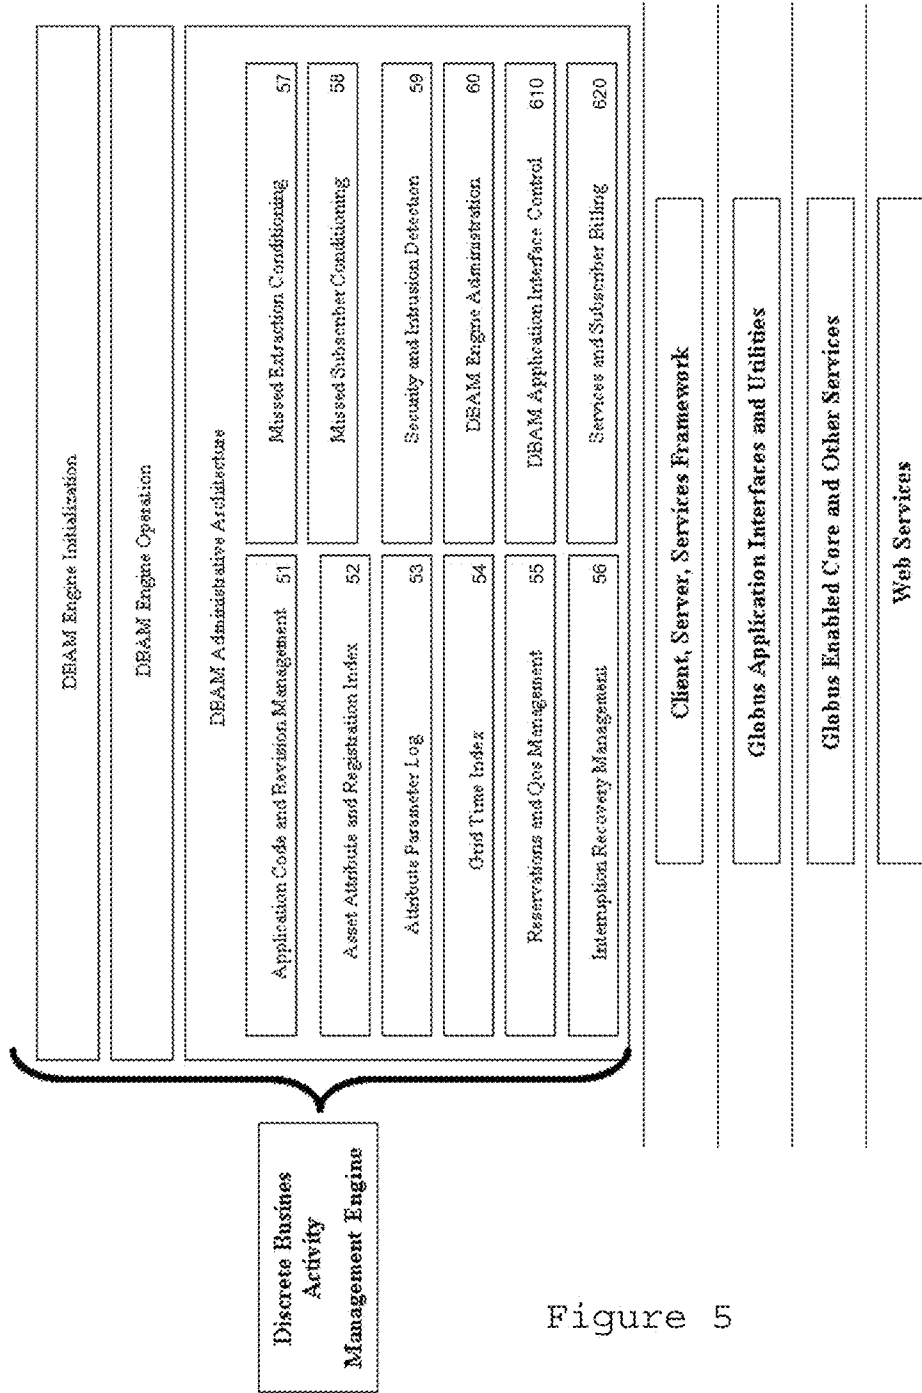 Discrete Busines
Activity
Management Engine
DBAM Engine Initialization
DBAM Engine Operation
DBAM Administrative Architecture
Application Code and Revision Management 51
Missed Extraction Conditioning 57
Asset Attribute and Registration Index 52
Missed Subscriber Conditioning 58
Attribute Parameter Log 53
Security and Intrusion Detection 59
Grid Time Index 54
DBAM Engine Administration 60
Reservations and Qos Management 55
DBAM Application Interface Control 610
Interruption Recovery Management 56
Services and Subscriber Billing 620
Client, Server, Services Framework
Globus Application Interfaces and Utilities
Globus Enabled Core and Other Services
Web Services
Figure 5